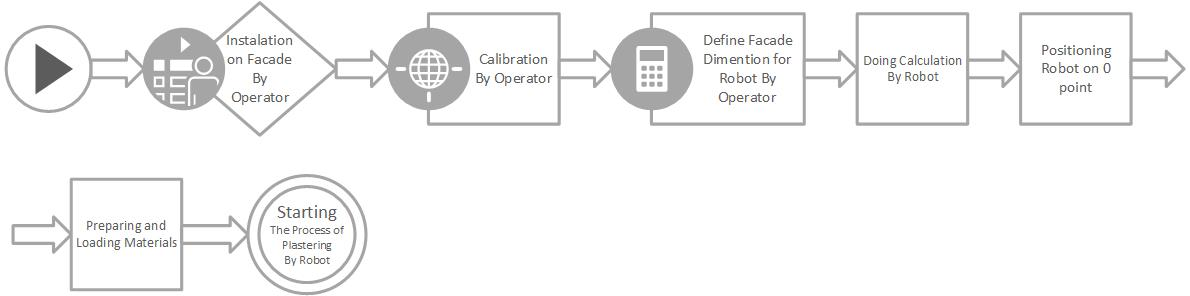 Instalation
on Facade
By
Operator
Calibration
By Operator
Define Facade
Dimention for
Robot By
Operator
Doing Calculation
By Robot
Positioning
Robot on 0
point
Preparing and
Loading Materials
Starting
The Process of
Plastering
By Robot